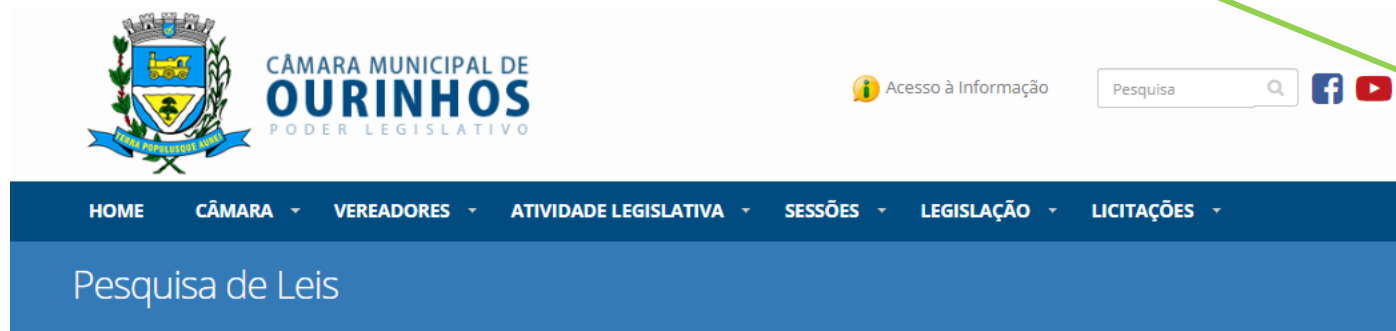 CÂMARA MUNICIPAL DE
OURINHOS
PODER LEGISLATIVO
TERRA POPULUSQUE AUREI
Acesso à Informação
Pesquisa
HOME CÂMARA VEREADORES ATIVIDADE LEGISLATIVA SESSÕES LEGISLAÇÃO LICITAÇÕES
Pesquisa de Leis